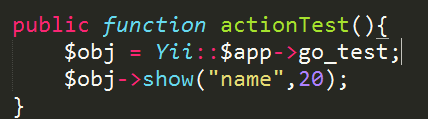 public function actionTest(){
    $obj = Yii::$app->go_test;
    $obj->show("name",20);
}